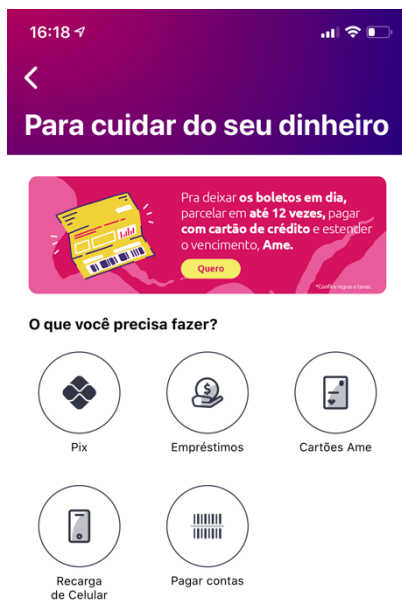 16:18
Para cuidar do seu dinheiro
Pra deixar os boletos em dia,
parcelar em até 12 vezes, pagar
com cartão de crédito e estender
o vencimento, Ame.
Quero
*Confira regras e taxas.
O que você precisa fazer?
Pix
Empréstimos
Cartões Ame
Recarga
de Celular
Pagar contas